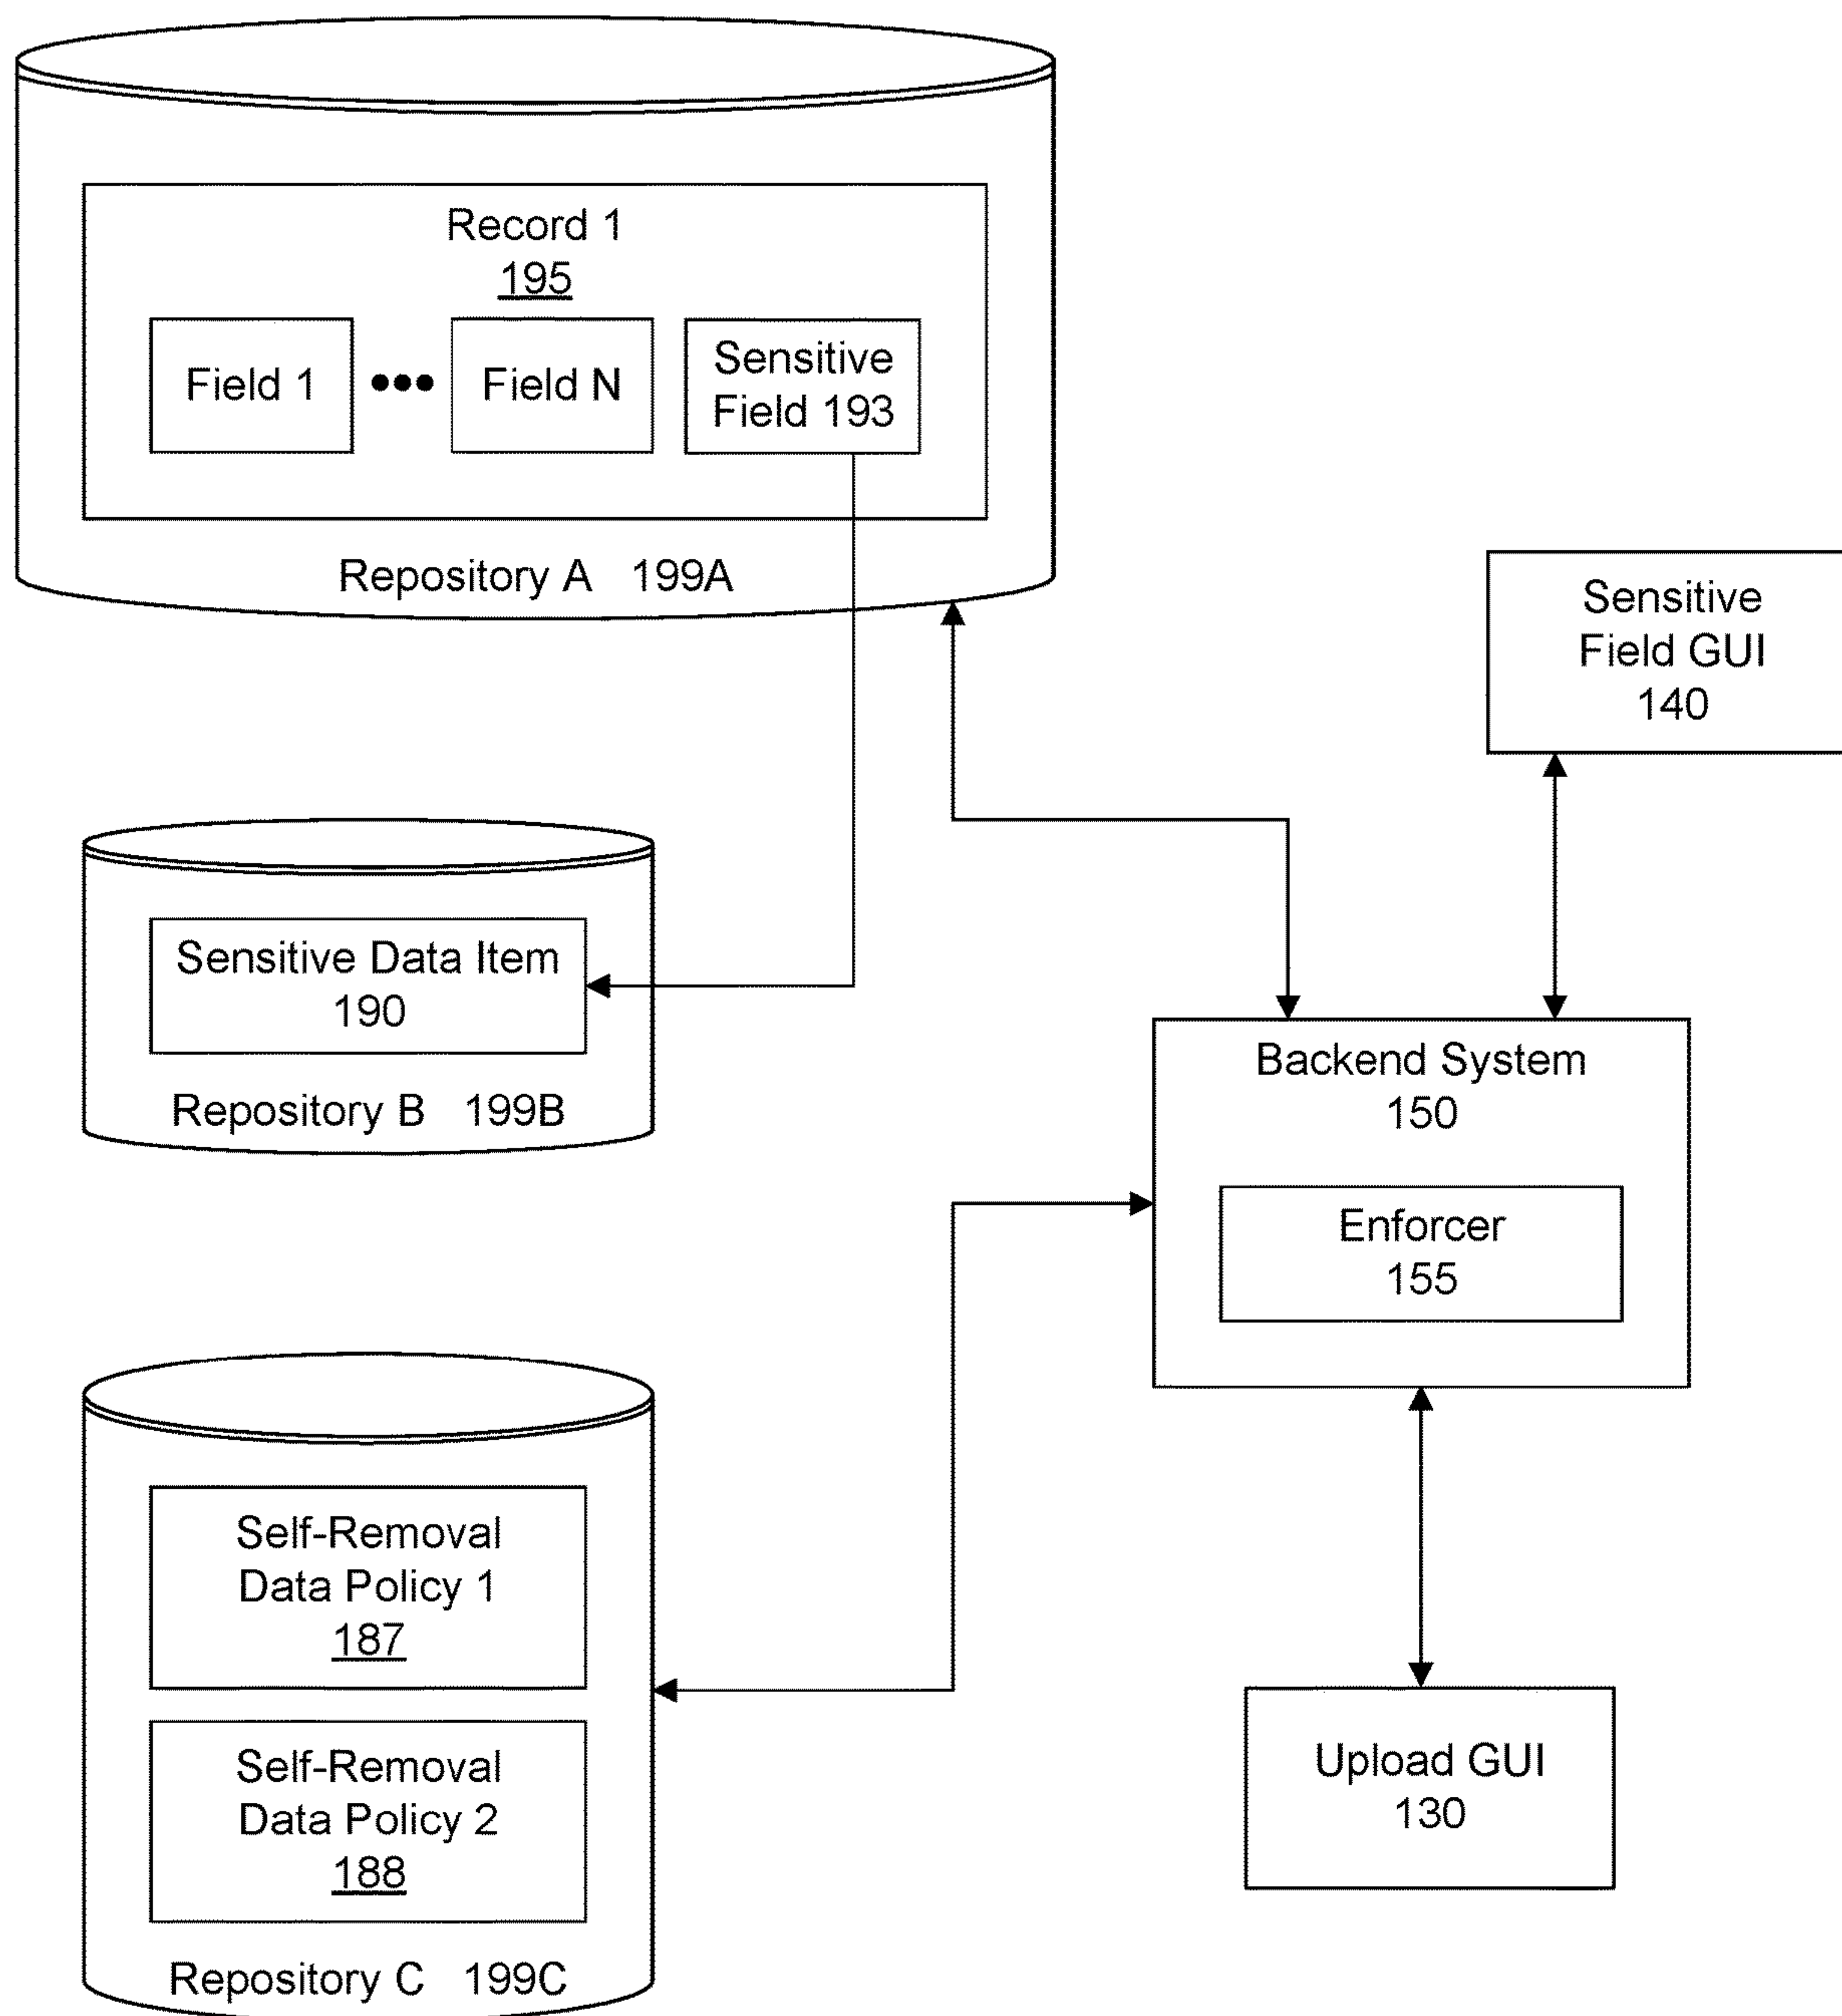 Record 1
195
Field 1
Field N
Sensitive
Field 193
Repository A 199A
Sensitive
Field GUI
140
Sensitive Data Item
190
Repository B 199B
Backend System
150
Enforcer
155
Self-Removal
Data Policy 1
187
Self-Removal
Data Policy 2
188
Repository C 199C
Upload GUI
130